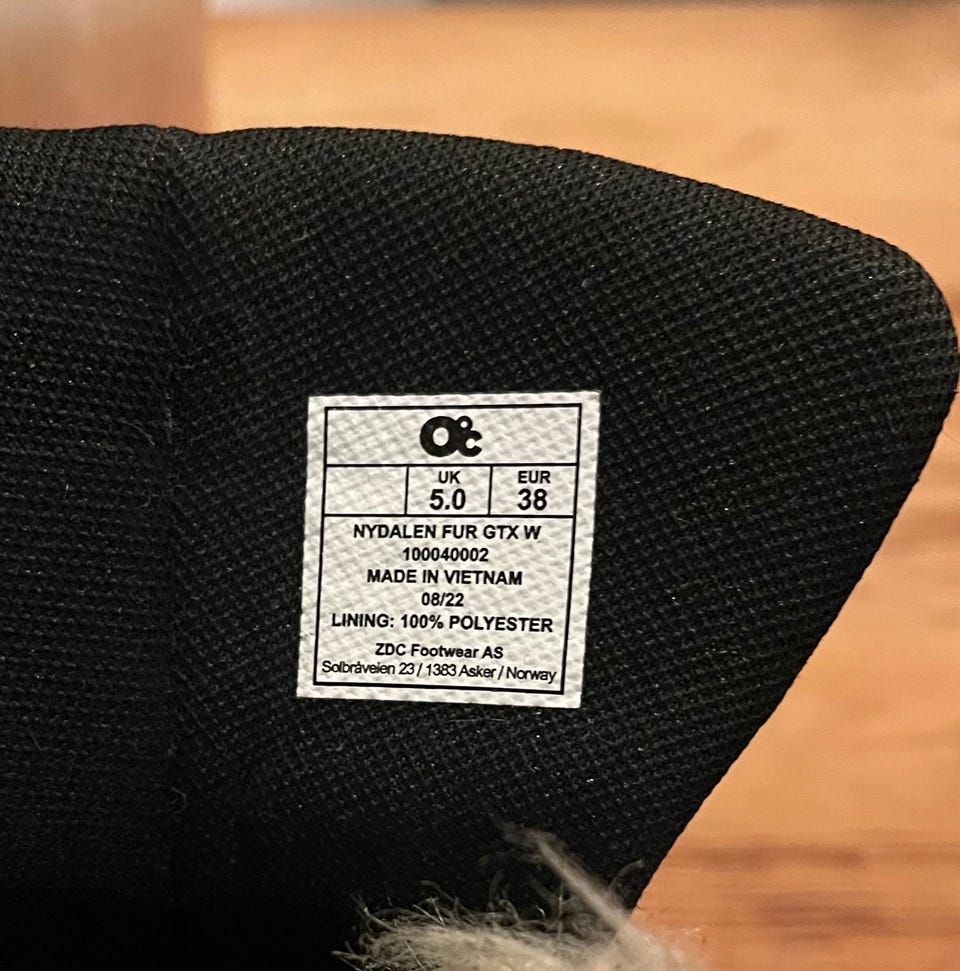 O°C
UK EUR
5.0 38
NYDALEN FUR GTX W
100040002
MADE IN VIETNAM
08/22
LINING: 100% POLYESTER
ZDC Footwear AS
Solbråveien 23 / 1383 Asker / Norway